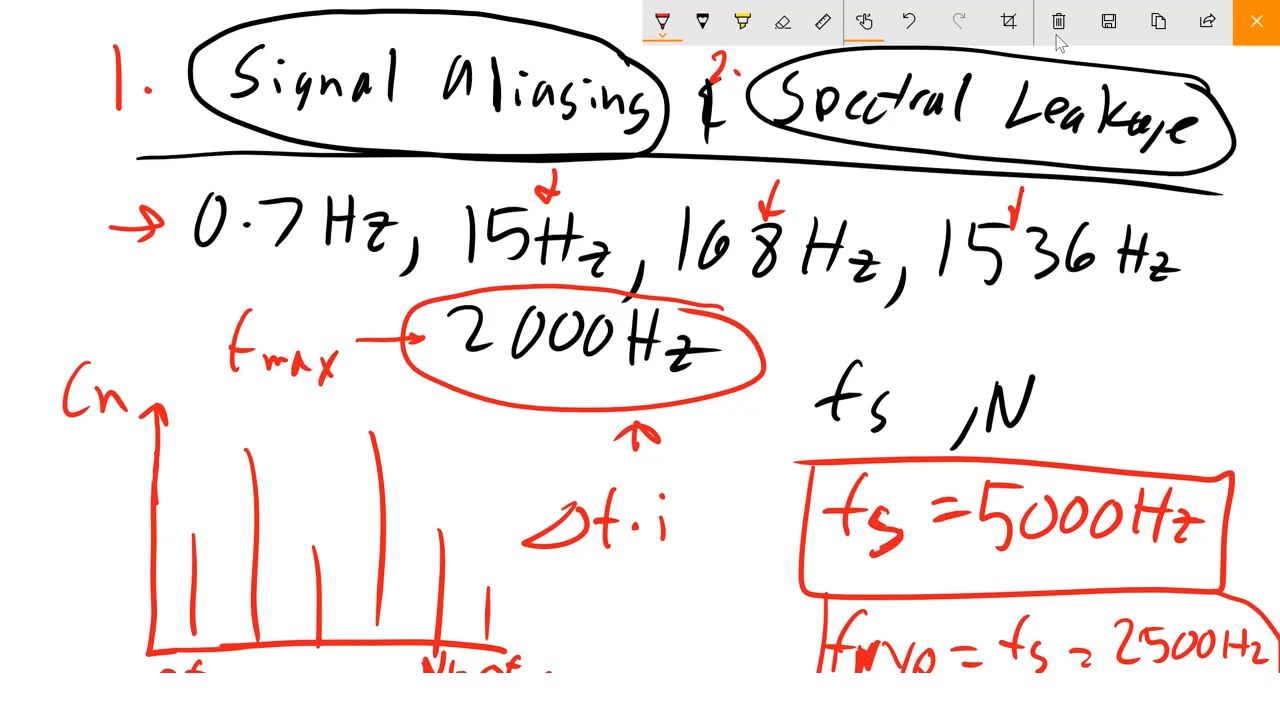 1. Signal Aliasing & 2. Spectral Leakage
→ 0.7 Hz, 15 Hz, 168 Hz, 1536 Hz
fmax → 2000 Hz
Cn
fs , N
Δf · i
fs = 5000 Hz
= fs = 2500 Hz